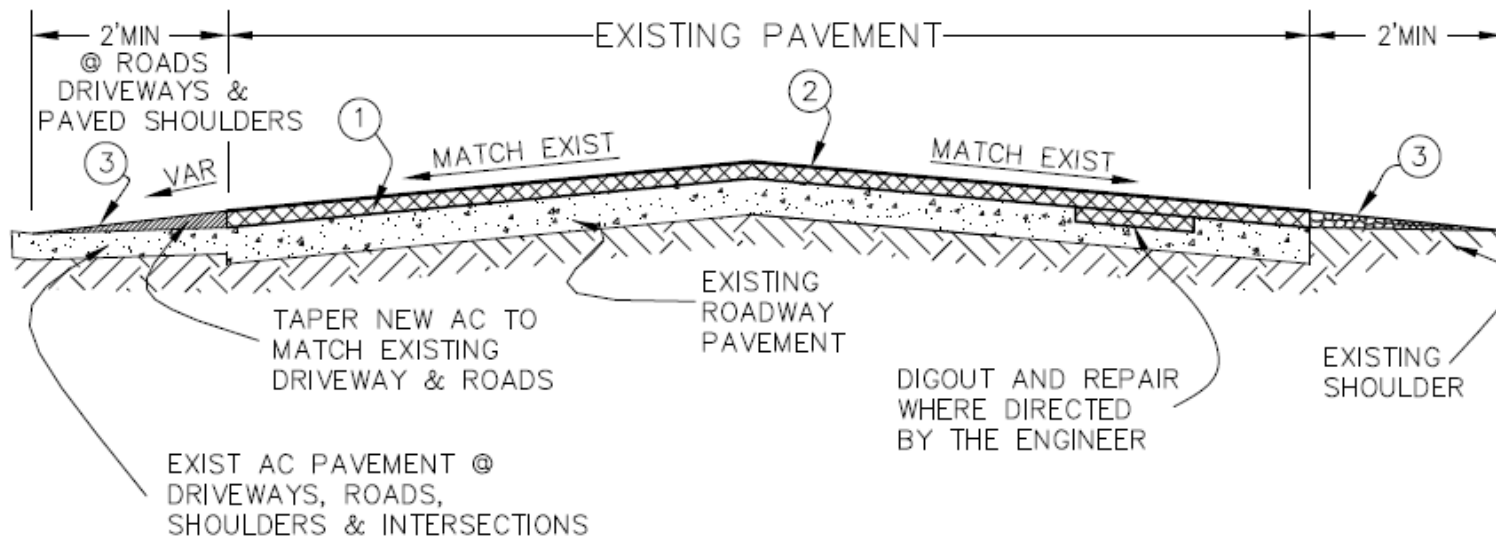 2'MIN
@ ROADS
DRIVEWAYS &
PAVED SHOULDERS
EXISTING PAVEMENT
2'MIN
1
2
3
VAR
MATCH EXIST
MATCH EXIST
3
TAPER NEW AC TO
MATCH EXISTING
DRIVEWAY & ROADS
EXISTING
ROADWAY
PAVEMENT
DIGOUT AND REPAIR
WHERE DIRECTED
BY THE ENGINEER
EXISTING
SHOULDER
EXIST AC PAVEMENT @
DRIVEWAYS, ROADS,
SHOULDERS & INTERSECTIONS